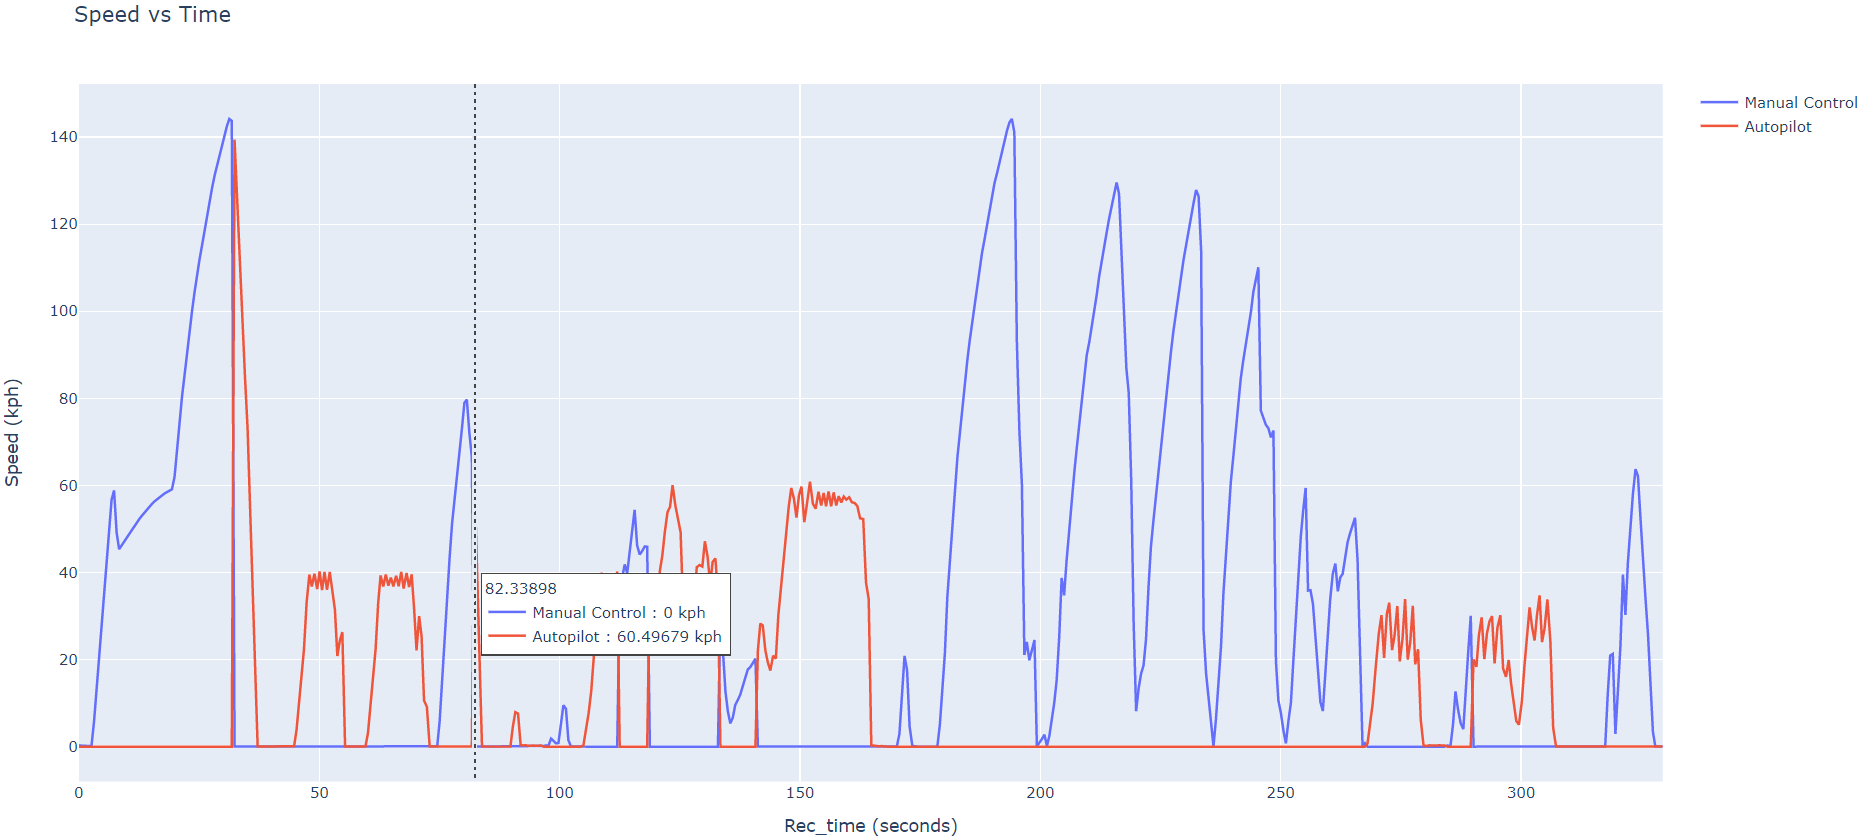 Speed vs Time
Manual Control
Autopilot
140
120
100
80
60
40
20
0
Speed (kph)
82.33898
Manual Control : 0 kph
Autopilot : 60.49679 kph
0
50
100
150
200
250
300
Rec_time (seconds)